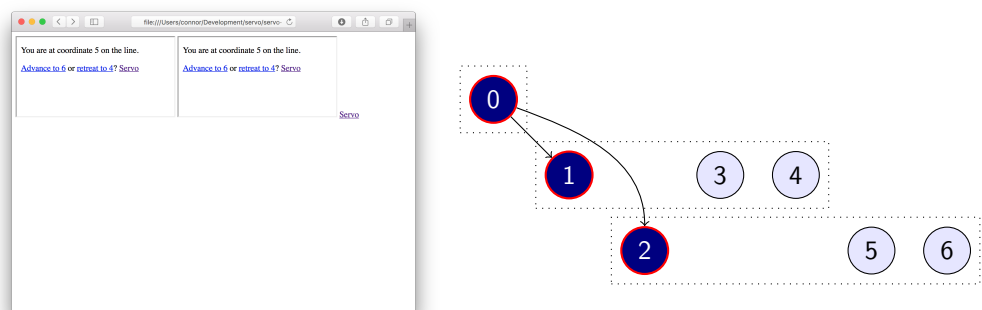 file:///Users/connor/Development/servo/servo-
You are at coordinate 5 on the line.
Advance to 6 or retreat to 4? Servo
You are at coordinate 5 on the line.
Advance to 6 or retreat to 4? Servo
Servo
0
1 3 4
2 5 6